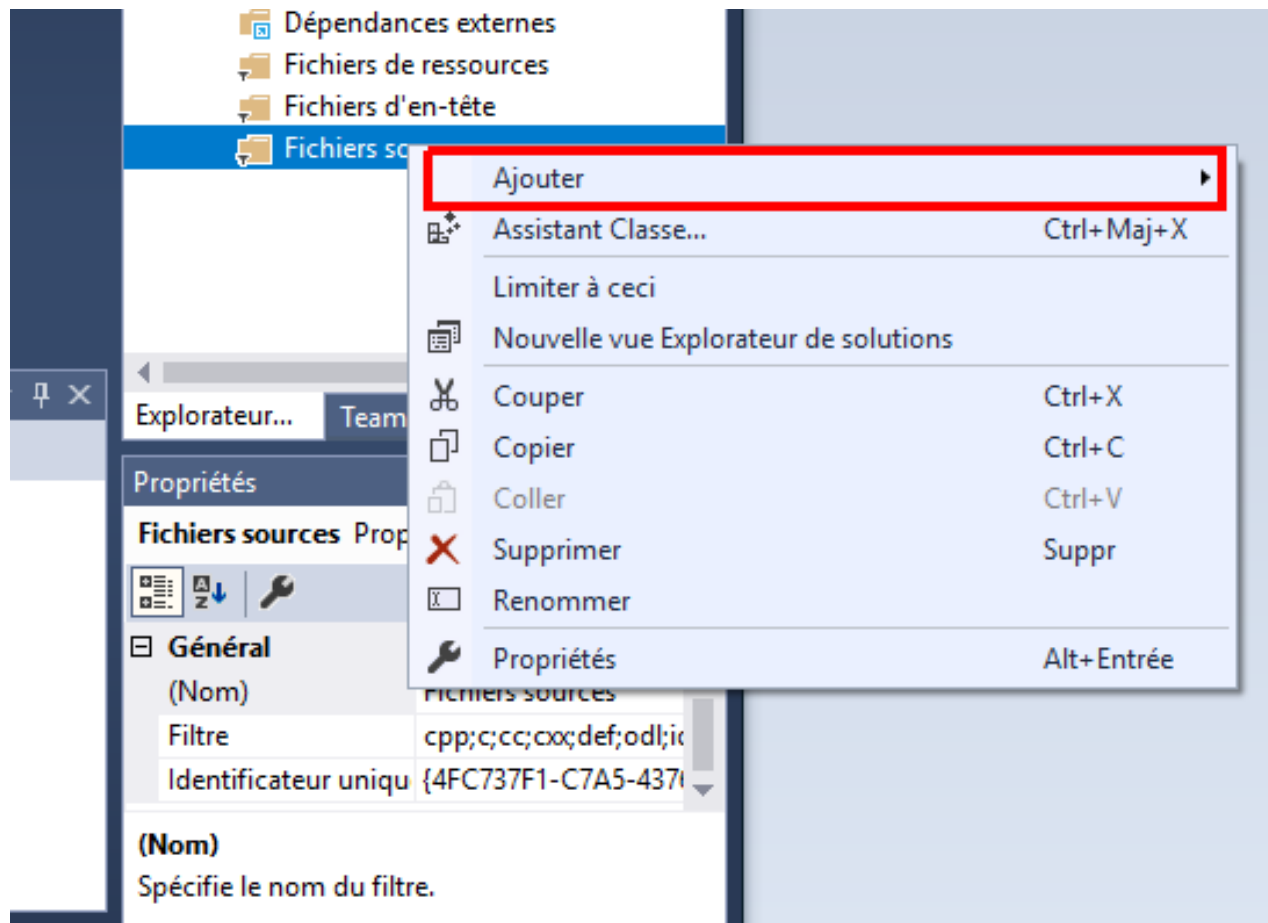 Dépendances externes
Fichiers de ressources
Fichiers d'en-tête
Fichiers
Ajouter
Assistant Classe... Ctrl+Maj+X
Limiter à ceci
Nouvelle vue Explorateur de solutions
Couper Ctrl+X
Copier Ctrl+C
Coller Ctrl+V
Supprimer Suppr
Renommer
Propriétés Alt+Entrée
Explorateur... Team
Propriétés
Fichiers sources Prop
Général
(Nom) Fichiers sources
Filtre cpp;c;cc;cxx;def;odl;
Identificateur uniqu {4FC737F1-C7A5-437
(Nom)
Spécifie le nom du filtre.